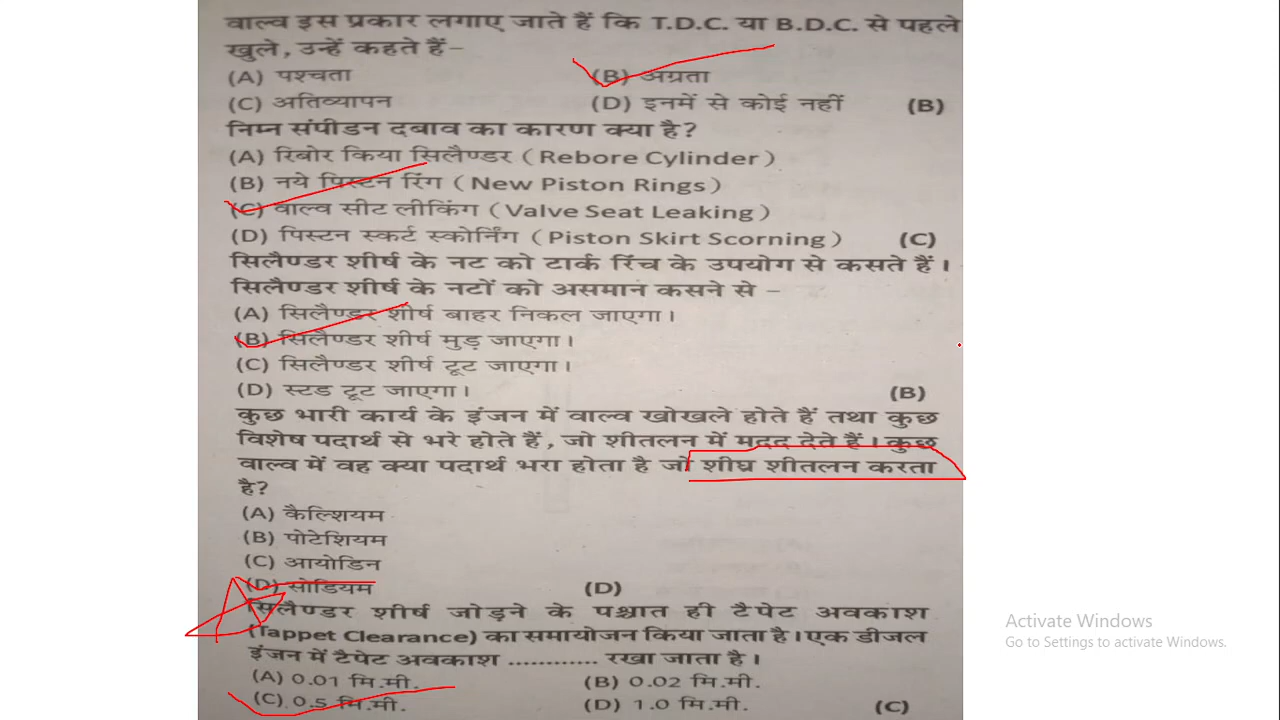 वाल्व इस प्रकार लगाए जाते हैं कि T.D.C. या B.D.C. से पहले
खुले, उन्हें कहते हैं–
(A) पश्चता (B) अग्रता
(C) अतिव्यापन (D) इनमें से कोई नहीं (B)
निम्न संपीडन दबाव का कारण क्या है?
(A) रिबोर किया सिलैण्डर (Rebore Cylinder)
(B) नये पिस्टन रिंग (New Piston Rings)
(C) वाल्व सीट लीकिंग (Valve Seat Leaking)
(D) पिस्टन स्कर्ट स्कोर्निंग (Piston Skirt Scorning) (C)
सिलैण्डर शीर्ष के नट को टार्क रिंच के उपयोग से कसते हैं।
सिलैण्डर शीर्ष के नटों को असमान कसने से –
(A) सिलैण्डर शीर्ष बाहर निकल जाएगा।
(B) सिलैण्डर शीर्ष मुड़ जाएगा।
(C) सिलैण्डर शीर्ष टूट जाएगा।
(D) स्टड टूट जाएगा। (B)
कुछ भारी कार्य के इंजन में वाल्व खोखले होते हैं तथा कुछ
विशेष पदार्थ से भरे होते हैं, जो शीतलन में मदद देते हैं। कुछ
वाल्व में वह क्या पदार्थ भरा होता है जो शीघ्र शीतलन करता
है?
(A) कैल्शियम
(B) पोटेशियम
(C) आयोडिन
(D) सोडियम (D)
सिलैण्डर शीर्ष जोड़ने के पश्चात ही टैपेट अवकाश
(Tappet Clearance) का समायोजन किया जाता है। एक डीजल
इंजन में टैपेट अवकाश ............ रखा जाता है।
(A) 0.01 मि.मी. (B) 0.02 मि.मी.
(C) 0.5 मि.मी. (D) 1.0 मि.मी. (C)
Activate Windows
Go to Settings to activate Windows.